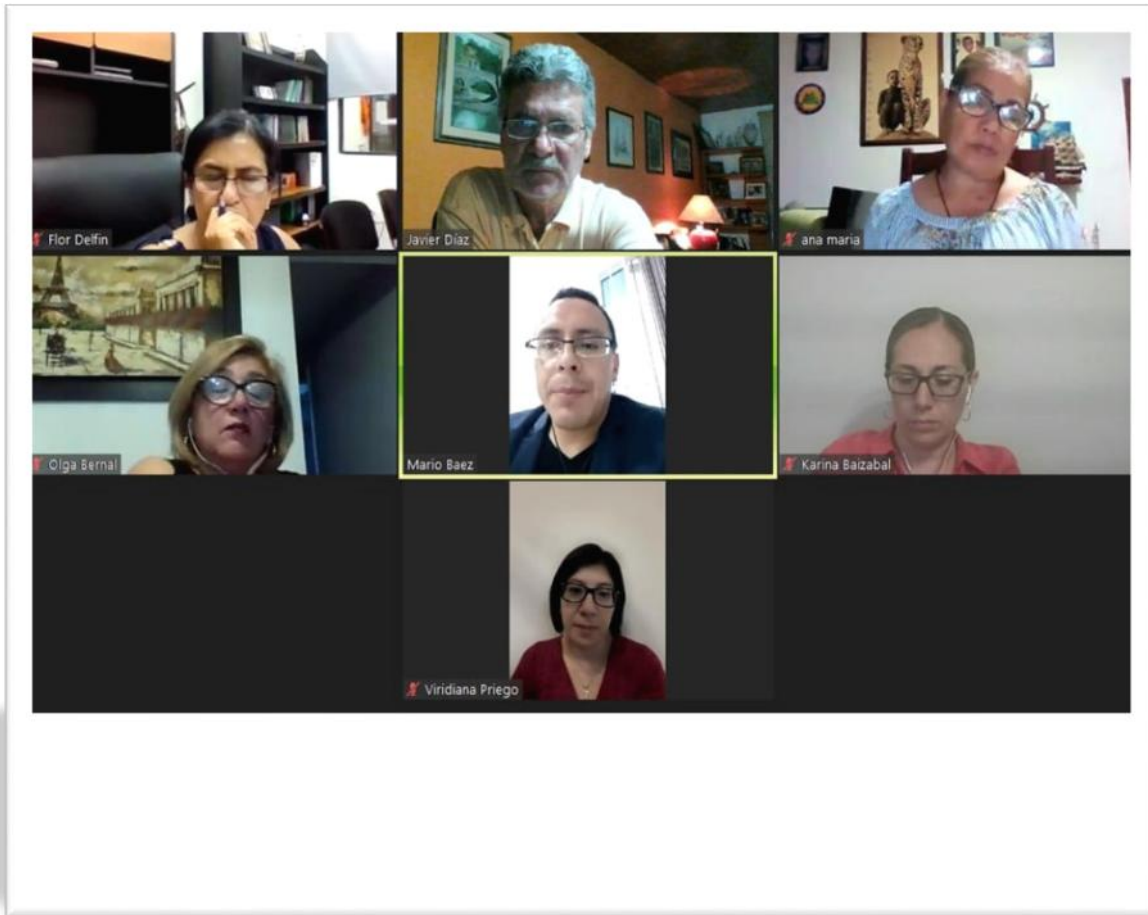 Flor Delfin
Javier Díaz
ana maria
Olga Bernal
Mario Baez
Karina Baizabal
Viridiana Priego